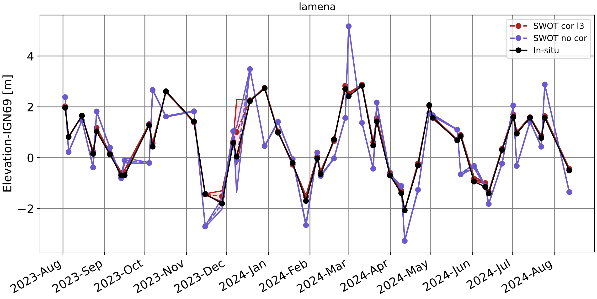 lamena
SWOT cor l3
SWOT no cor
In-situ
Elevation-IGN69 [m]
4
2
0
−2
2023-Aug
2023-Sep
2023-Oct
2023-Nov
2023-Dec
2024-Jan
2024-Feb
2024-Mar
2024-Apr
2024-May
2024-Jun
2024-Jul
2024-Aug